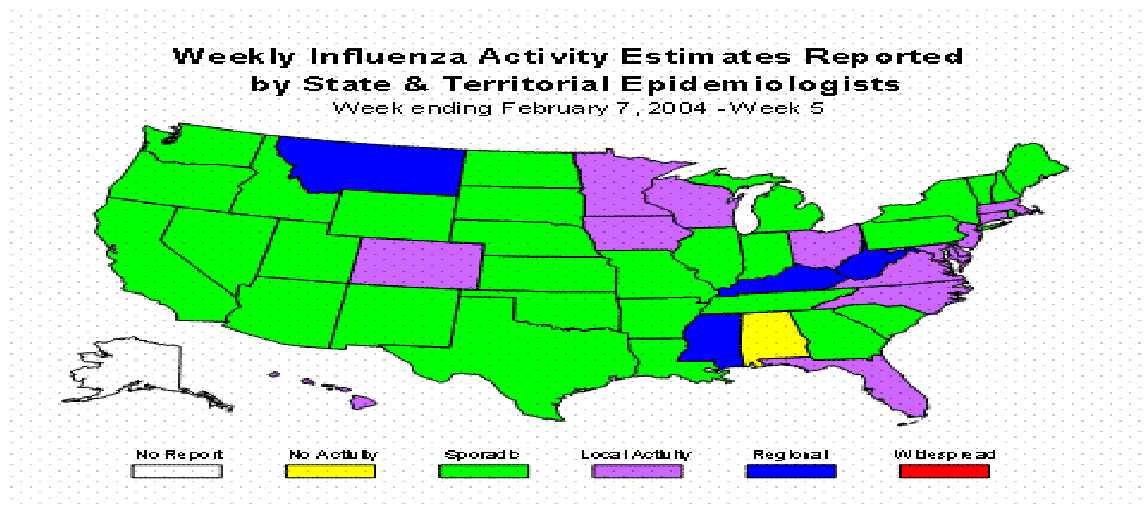 Weekly Influenza Activity Estimates Reported
by State & Territorial Epidemiologists
Week ending February 7, 2004 - Week 5
No Report
No Activity
Sporadic
Local Activity
Regional
Widespread